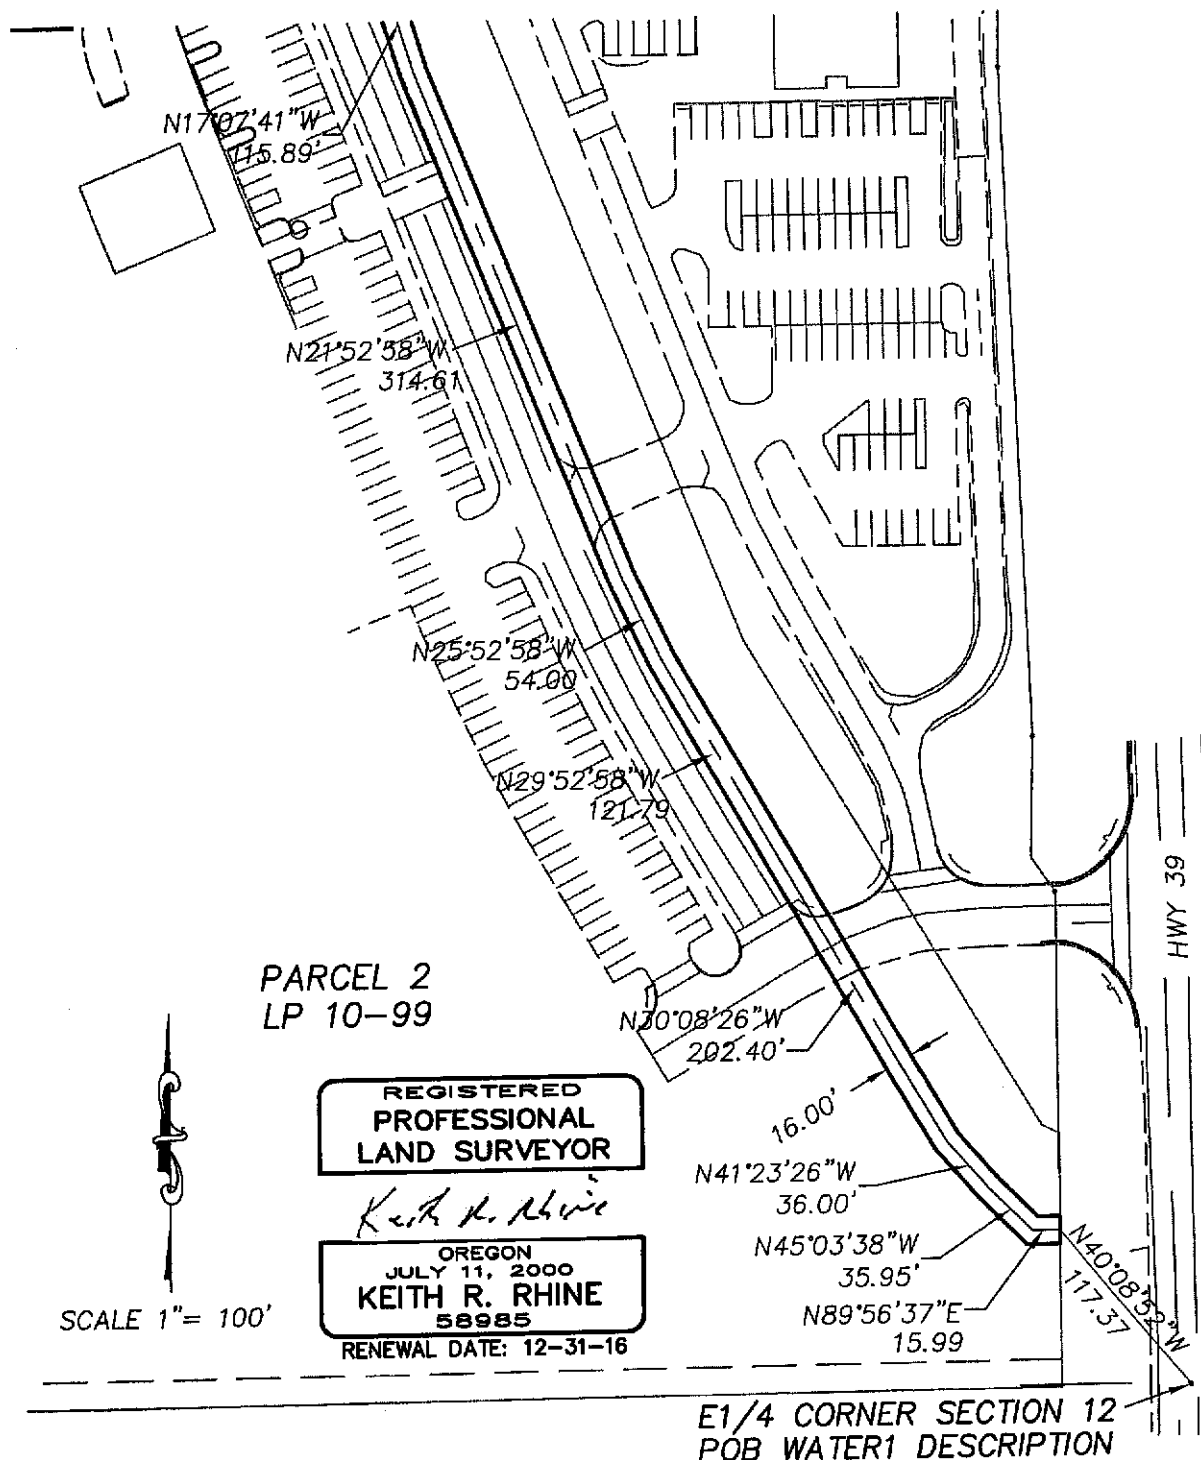 N17°07'41"W
115.89'
N21°52'58"W
314.61
N25°52'58"W
54.00
N29°52'58"W
121.79
HWY 39
PARCEL 2
LP 10-99
N30°08'26"W
202.40'
16.00'
REGISTERED
PROFESSIONAL
LAND SURVEYOR
Keith R. Rhine
OREGON
JULY 11, 2000
KEITH R. RHINE
58985
RENEWAL DATE: 12-31-16
SCALE 1"= 100'
N41°23'26"W
36.00'
N45°03'38"W
35.95'
N89°56'37"E
15.99
N40°08'52"W
117.37
E1/4 CORNER SECTION 12
POB WATER1 DESCRIPTION